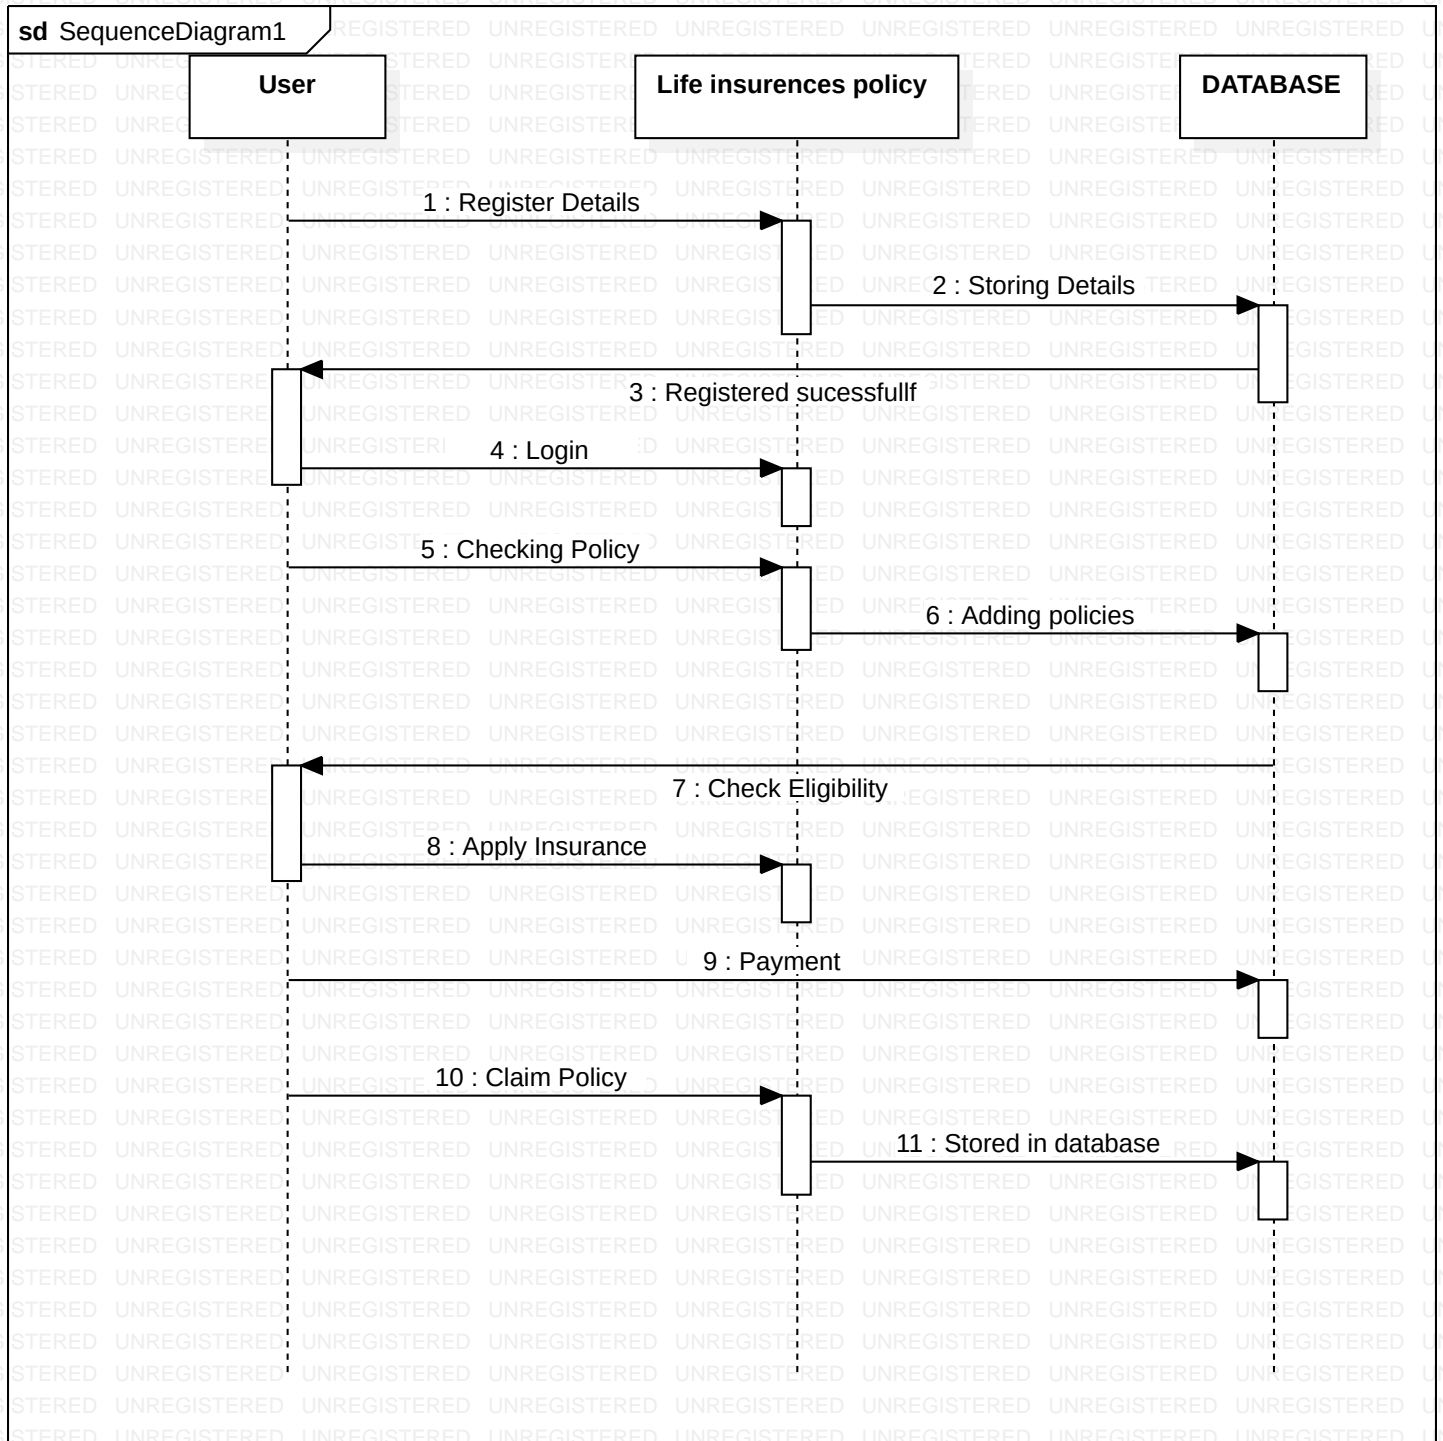 sd SequenceDiagram1
User
Life insurences policy
DATABASE
1 : Register Details
2 : Storing Details
3 : Registered sucessfullf
4 : Login
5 : Checking Policy
6 : Adding policies
7 : Check Eligibility
8 : Apply Insurance
9 : Payment
10 : Claim Policy
11 : Stored in database
UNREGISTERED